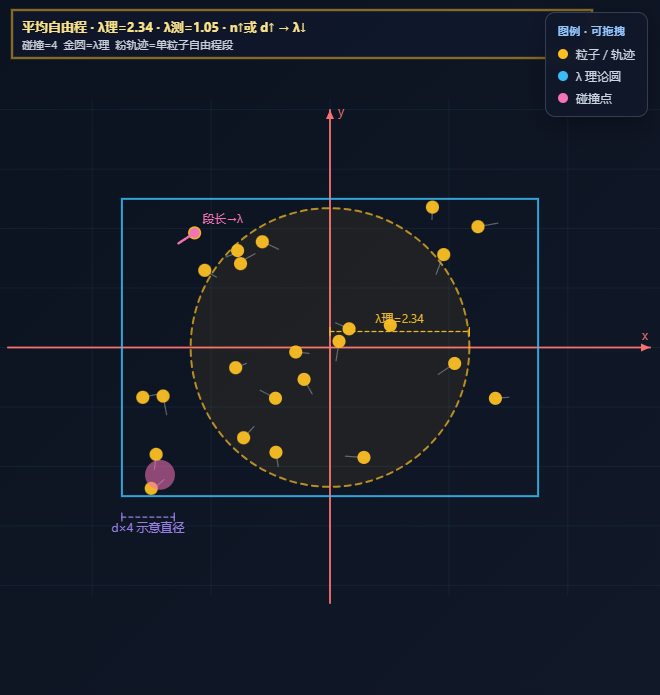 平均自由程 · λ理=2.34 · λ测=1.05 · n↑或 d↑ → λ↓
碰撞=4 金圆=λ理 粉轨迹=单粒子自由程段
图例 · 可拖拽
粒子 / 轨迹
λ 理论圆
碰撞点
y
段长→λ
λ理=2.34
x
d×4 示意直径